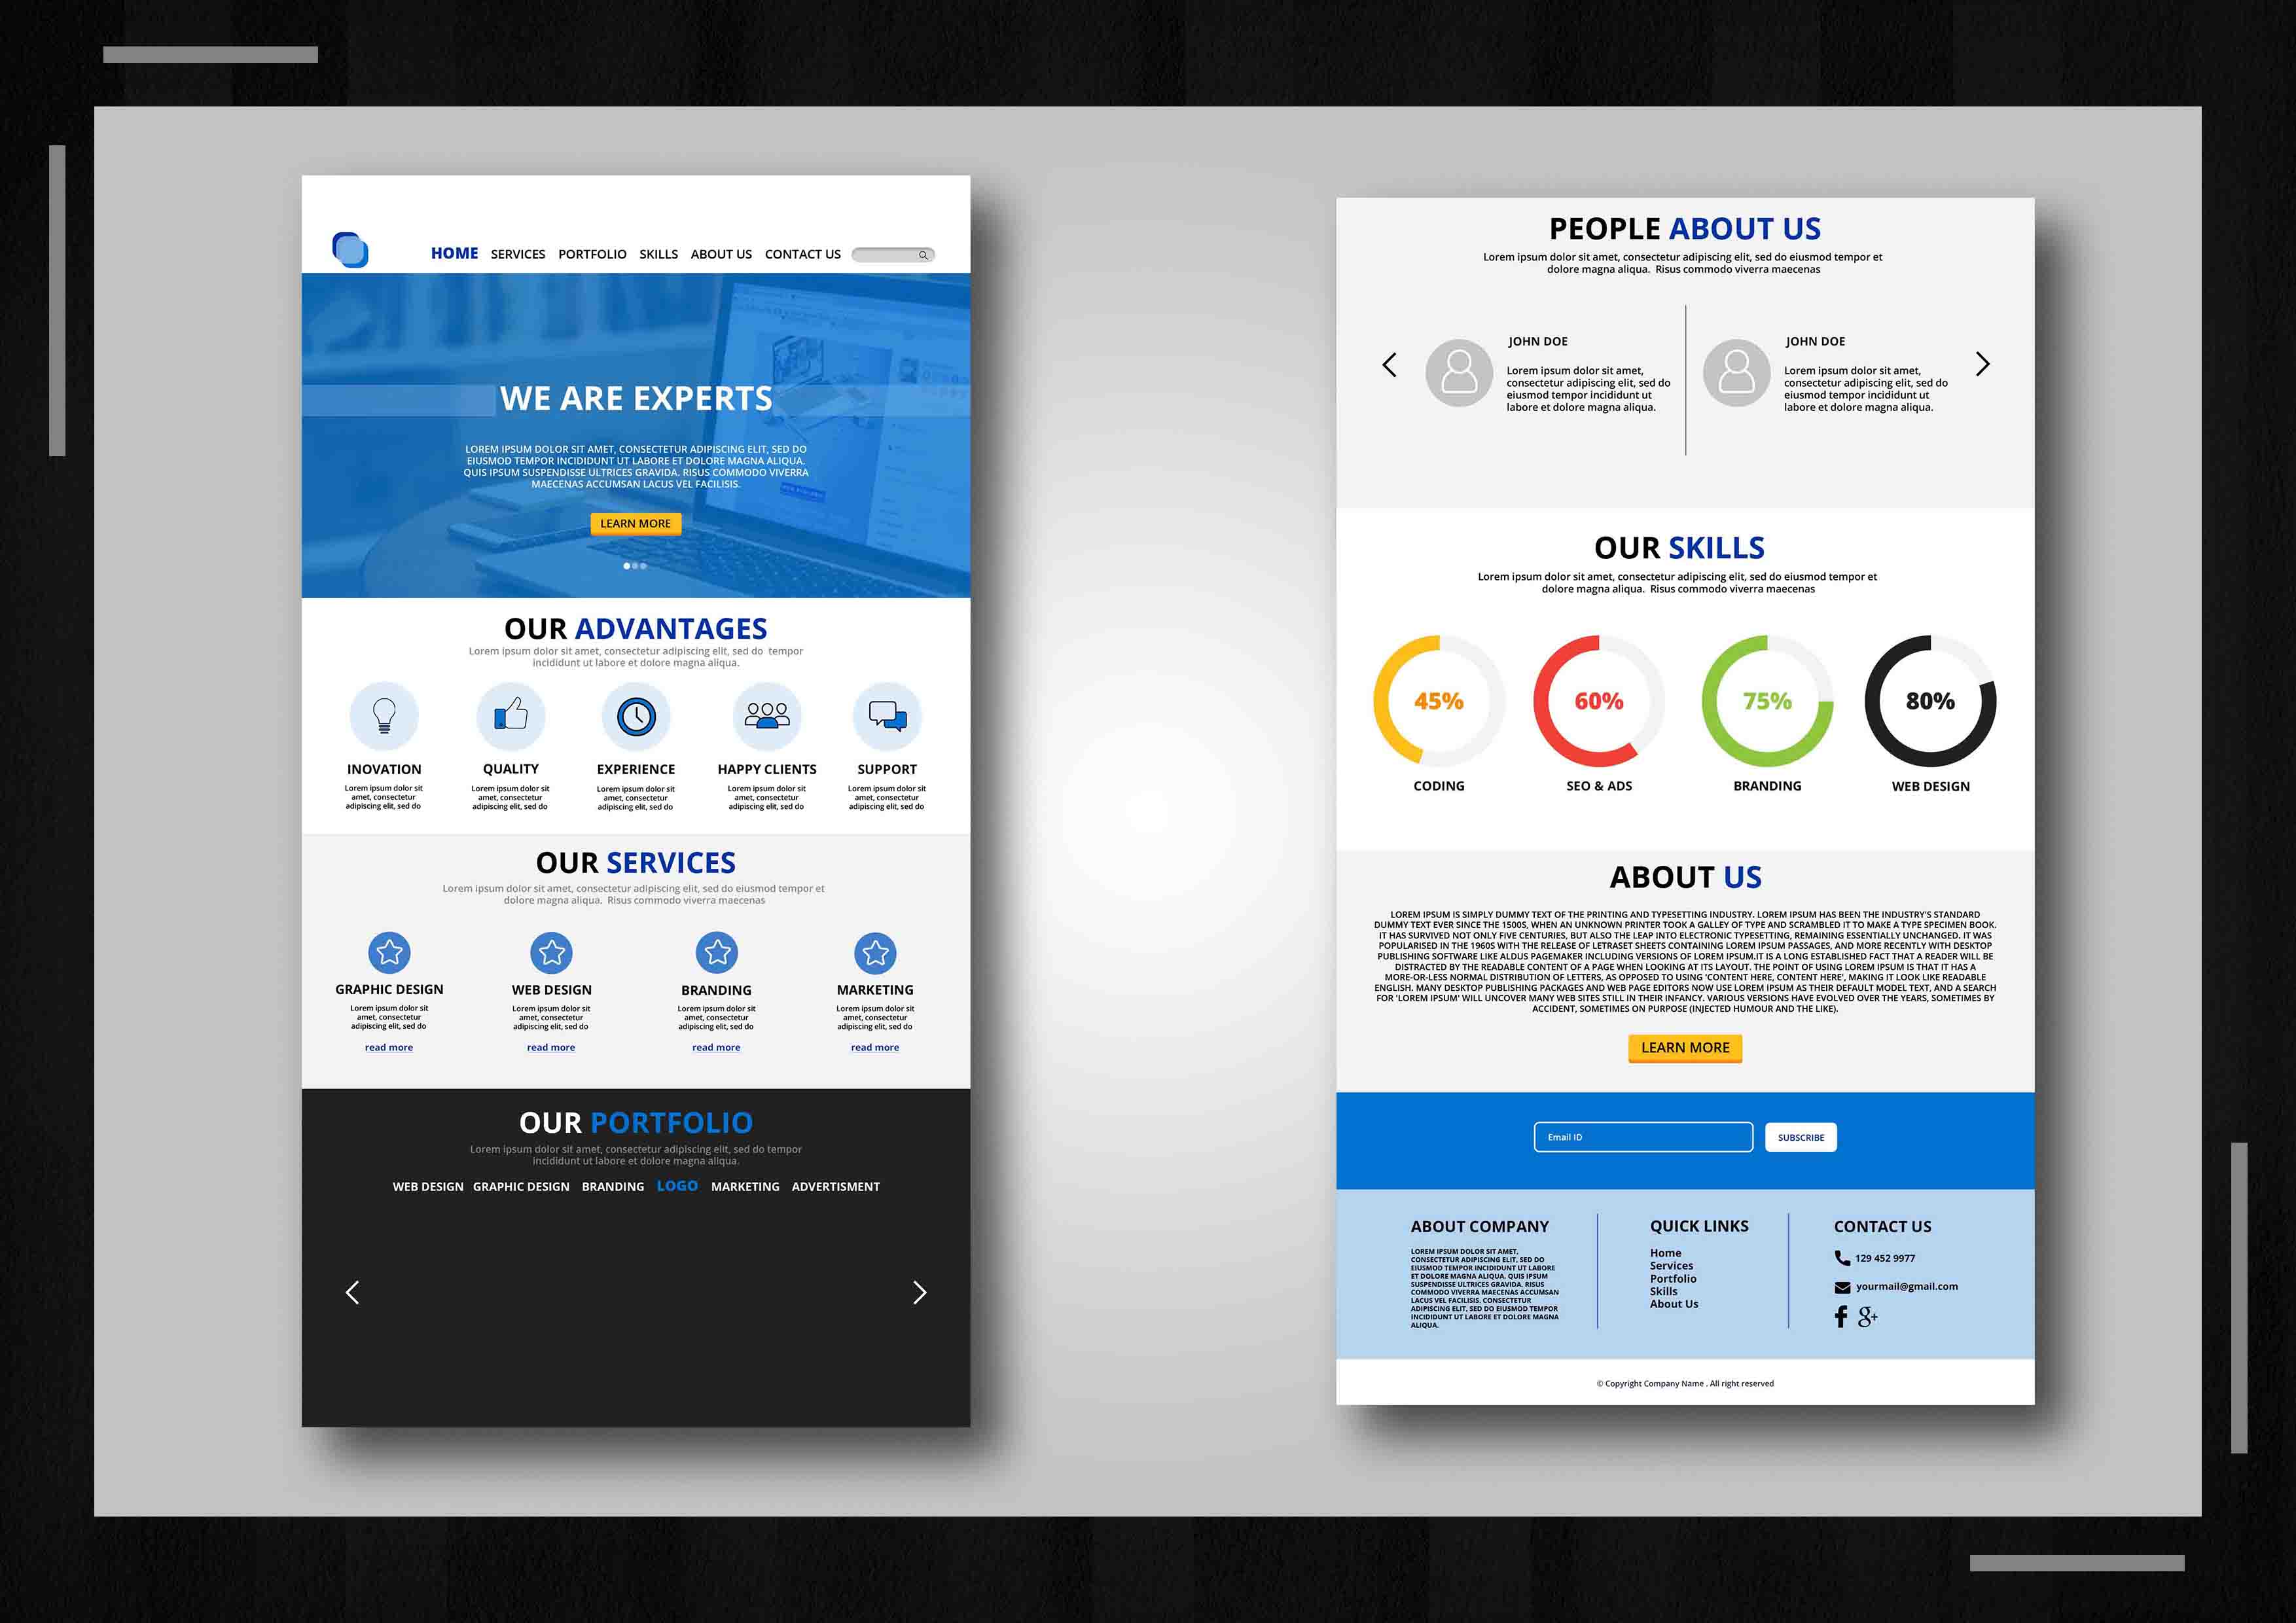 HOME SERVICES PORTFOLIO SKILLS ABOUT US CONTACT US
WE ARE EXPERTS
LOREM IPSUM DOLOR SIT AMET, CONSECTETUR ADIPISCING ELIT, SED DO
EIUSMOD TEMPOR INCIDIDUNT UT LABORE ET DOLORE MAGNA ALIQUA.
QUIS IPSUM SUSPENDISSE ULTRICES GRAVIDA. RISUS COMMODO VIVERRA
MAECENAS ACCUMSAN LACUS VEL FACILISIS.
LEARN MORE
OUR ADVANTAGES
Lorem ipsum dolor sit amet, consectetur adipiscing elit, sed do tempor
incididunt ut labore et dolore magna aliqua.
INOVATION
Lorem ipsum dolor sit
amet, consectetur
adipiscing elit, sed do
QUALITY
Lorem ipsum dolor sit
amet, consectetur
adipiscing elit, sed do
EXPERIENCE
Lorem ipsum dolor sit
amet, consectetur
adipiscing elit, sed do
HAPPY CLIENTS
Lorem ipsum dolor sit
amet, consectetur
adipiscing elit, sed do
SUPPORT
Lorem ipsum dolor sit
amet, consectetur
adipiscing elit, sed do
OUR SERVICES
Lorem ipsum dolor sit amet, consectetur adipiscing elit, sed do eiusmod tempor et
dolore magna aliqua. Risus commodo viverra maecenas
GRAPHIC DESIGN
Lorem ipsum dolor sit
amet, consectetur
adipiscing elit, sed do
read more
WEB DESIGN
Lorem ipsum dolor sit
amet, consectetur
adipiscing elit, sed do
read more
BRANDING
Lorem ipsum dolor sit
amet, consectetur
adipiscing elit, sed do
read more
MARKETING
Lorem ipsum dolor sit
amet, consectetur
adipiscing elit, sed do
read more
OUR PORTFOLIO
Lorem ipsum dolor sit amet, consectetur adipiscing elit, sed do tempor
incididunt ut labore et dolore magna aliqua.
WEB DESIGN GRAPHIC DESIGN BRANDING LOGO MARKETING ADVERTISMENT
PEOPLE ABOUT US
Lorem ipsum dolor sit amet, consectetur adipiscing elit, sed do eiusmod tempor et
dolore magna aliqua. Risus commodo viverra maecenas
JOHN DOE
Lorem ipsum dolor sit amet,
consectetur adipiscing elit, sed do
eiusmod tempor incididunt ut
labore et dolore magna aliqua.
JOHN DOE
Lorem ipsum dolor sit amet,
consectetur adipiscing elit, sed do
eiusmod tempor incididunt ut
labore et dolore magna aliqua.
OUR SKILLS
Lorem ipsum dolor sit amet, consectetur adipiscing elit, sed do eiusmod tempor et
dolore magna aliqua. Risus commodo viverra maecenas
45%
CODING
60%
SEO & ADS
75%
BRANDING
80%
WEB DESIGN
ABOUT US
LOREM IPSUM IS SIMPLY DUMMY TEXT OF THE PRINTING AND TYPESETTING INDUSTRY. LOREM IPSUM HAS BEEN THE INDUSTRY'S STANDARD
DUMMY TEXT EVER SINCE THE 1500S, WHEN AN UNKNOWN PRINTER TOOK A GALLEY OF TYPE AND SCRAMBLED IT TO MAKE A TYPE SPECIMEN BOOK.
IT HAS SURVIVED NOT ONLY FIVE CENTURIES, BUT ALSO THE LEAP INTO ELECTRONIC TYPESETTING, REMAINING ESSENTIALLY UNCHANGED. IT WAS
POPULARISED IN THE 1960S WITH THE RELEASE OF LETRASET SHEETS CONTAINING LOREM IPSUM PASSAGES, AND MORE RECENTLY WITH DESKTOP
PUBLISHING SOFTWARE LIKE ALDUS PAGEMAKER INCLUDING VERSIONS OF LOREM IPSUM.IT IS A LONG ESTABLISHED FACT THAT A READER WILL BE
DISTRACTED BY THE READABLE CONTENT OF A PAGE WHEN LOOKING AT ITS LAYOUT. THE POINT OF USING LOREM IPSUM IS THAT IT HAS A
MORE-OR-LESS NORMAL DISTRIBUTION OF LETTERS, AS OPPOSED TO USING 'CONTENT HERE, CONTENT HERE', MAKING IT LOOK LIKE READABLE
ENGLISH. MANY DESKTOP PUBLISHING PACKAGES AND WEB PAGE EDITORS NOW USE LOREM IPSUM AS THEIR DEFAULT MODEL TEXT, AND A SEARCH
FOR 'LOREM IPSUM' WILL UNCOVER MANY WEB SITES STILL IN THEIR INFANCY. VARIOUS VERSIONS HAVE EVOLVED OVER THE YEARS, SOMETIMES BY
ACCIDENT, SOMETIMES ON PURPOSE (INJECTED HUMOUR AND THE LIKE).
LEARN MORE
Email ID
SUBSCRIBE
ABOUT COMPANY
LOREM IPSUM DOLOR SIT AMET,
CONSECTETUR ADIPISCING ELIT, SED DO
EIUSMOD TEMPOR INCIDIDUNT UT LABORE
ET DOLORE MAGNA ALIQUA. QUIS IPSUM
SUSPENDISSE ULTRICES GRAVIDA. RISUS
COMMODO VIVERRA MAECENAS ACCUMSAN
LACUS VEL FACILISIS. CONSECTETUR
ADIPISCING ELIT, SED DO EIUSMOD TEMPOR
INCIDIDUNT UT LABORE ET DOLORE MAGNA
ALIQUA.
QUICK LINKS
Home
Services
Portfolio
Skills
About Us
CONTACT US
129 452 9977
yourmail@gmail.com
f g+
© Copyright Company Name . All right reserved